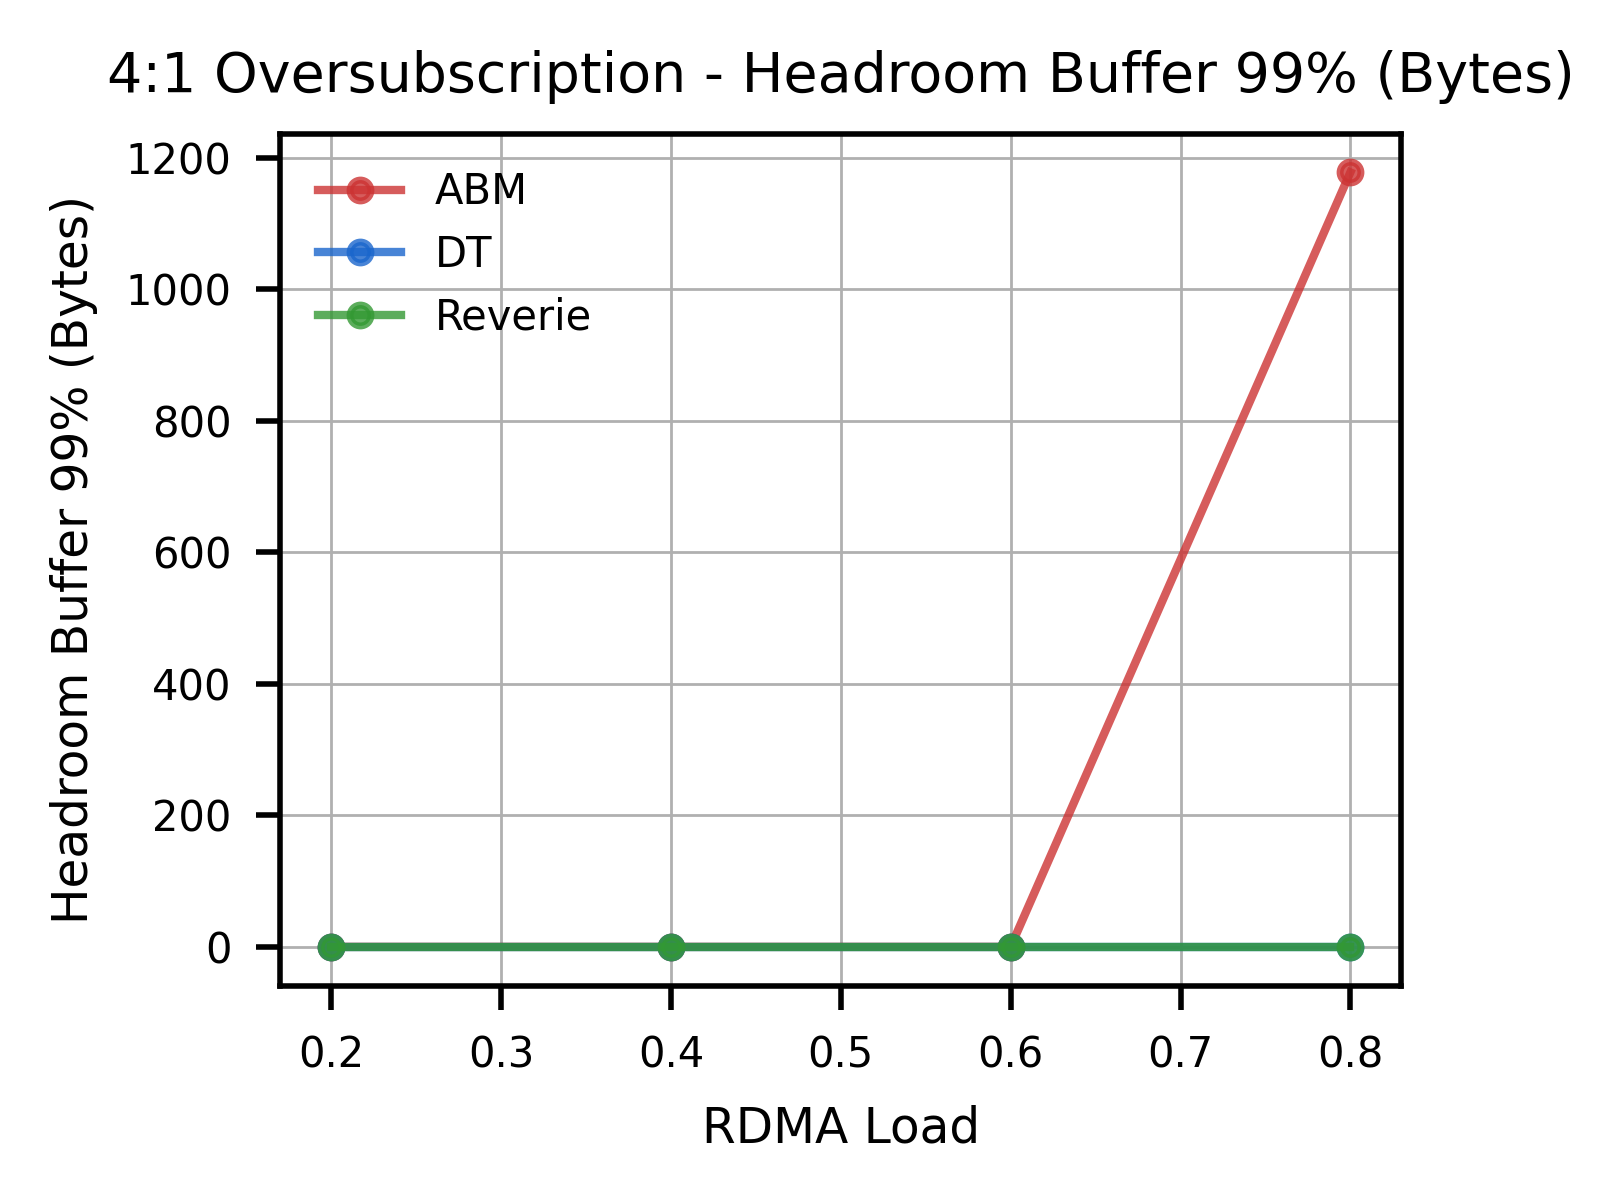 4:1 Oversubscription - Headroom Buffer 99% (Bytes)
Headroom Buffer 99% (Bytes)
1200
1000
800
600
400
200
0
ABM
DT
Reverie
0.2 0.3 0.4 0.5 0.6 0.7 0.8
RDMA Load